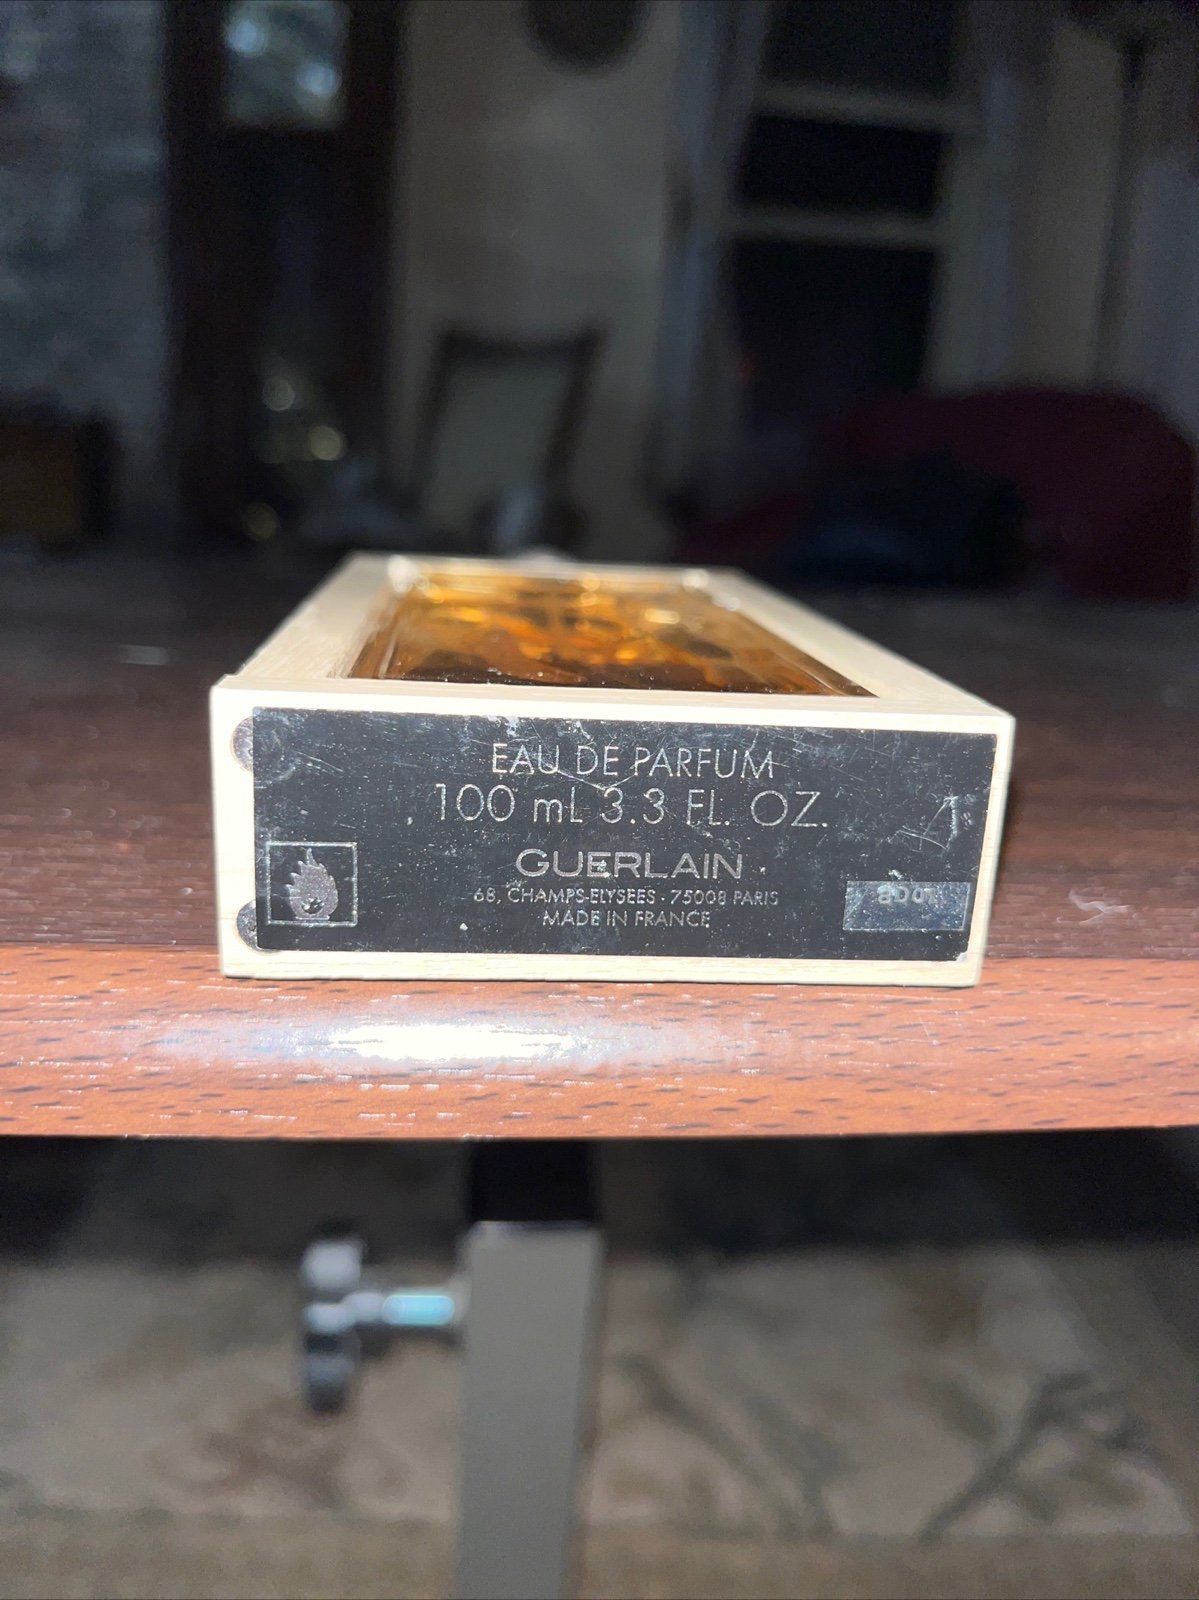 EAU DE PARFUM
100 mL 3.3 FL. OZ.
GUERLAIN
68, CHAMPS-ELYSEES - 75008 PARIS
MADE IN FRANCE